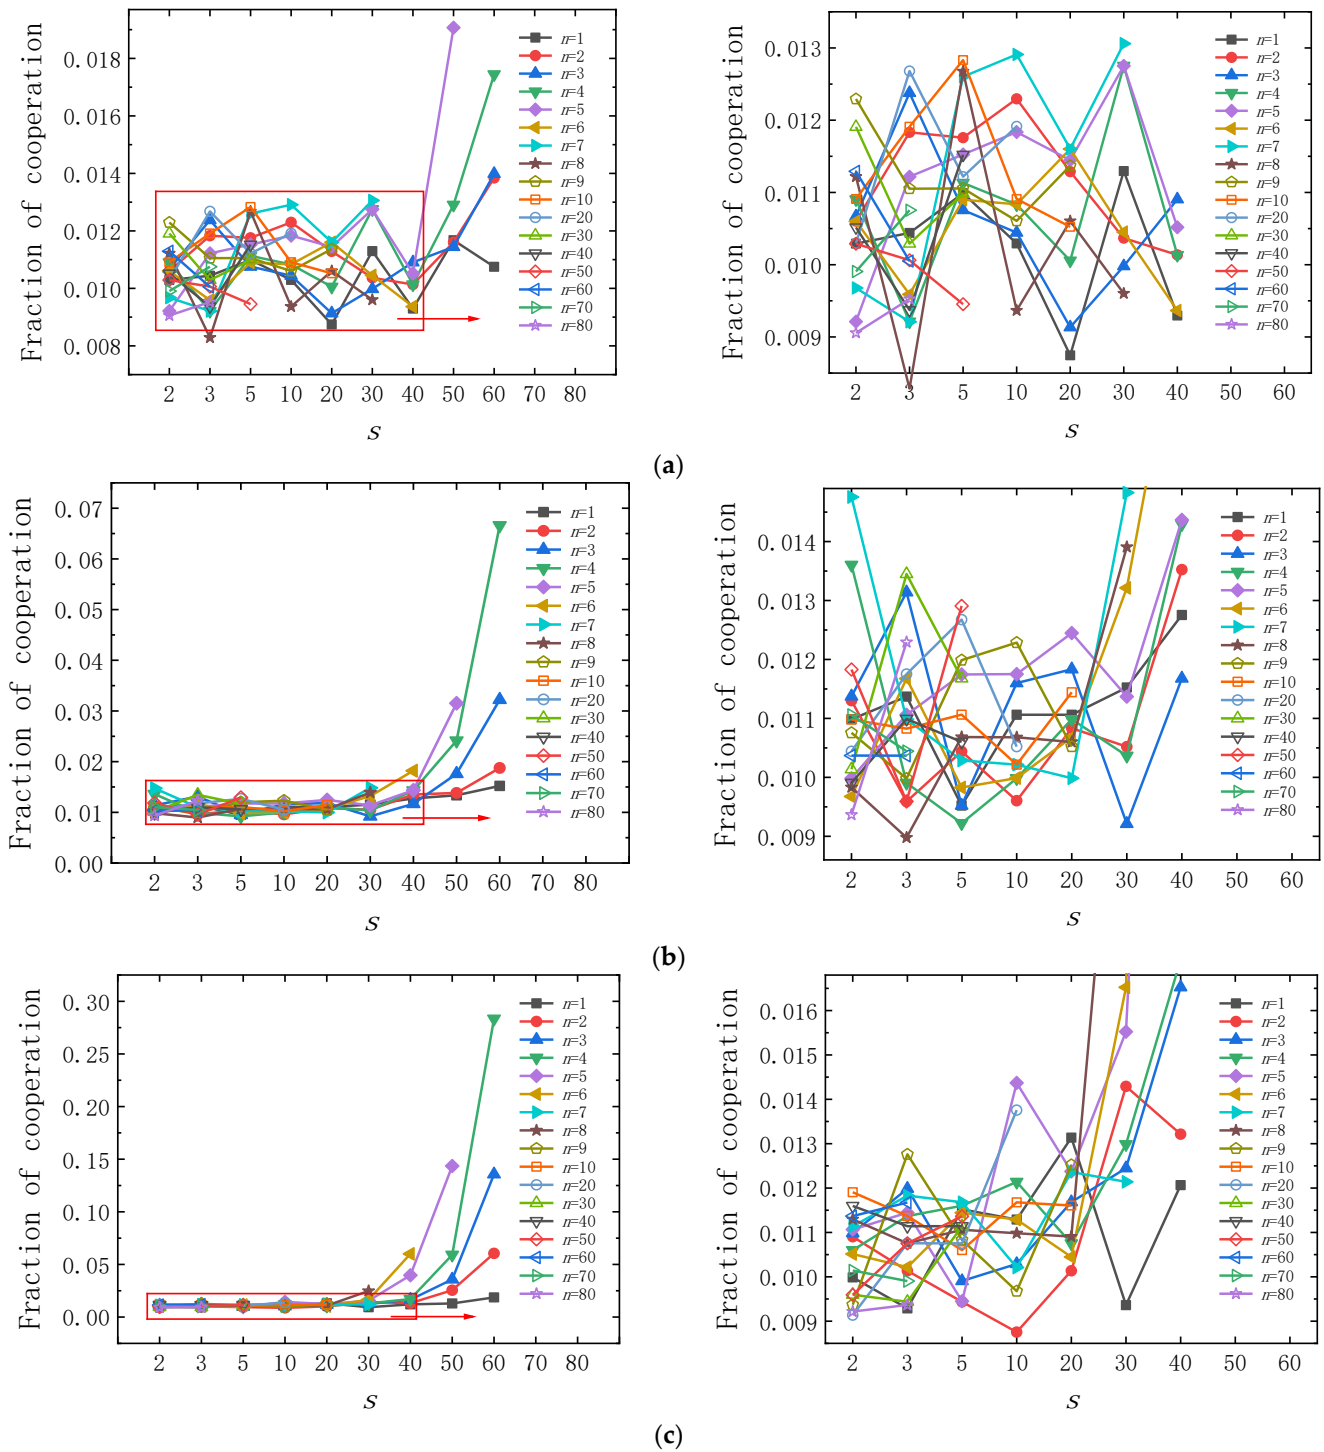 Fraction of cooperation
0.018
0.016
0.014
0.012
0.010
0.008
2 3 5 10 20 30 40 50 60 70 80
s
n=1
n=2
n=3
n=4
n=5
n=6
n=7
n=8
n=9
n=10
n=20
n=30
n=40
n=50
n=60
n=70
n=80
Fraction of cooperation
0.013
0.012
0.011
0.010
0.009
2 3 5 10 20 30 40 50 60
s
n=1
n=2
n=3
n=4
n=5
n=6
n=7
n=8
n=9
n=10
n=20
n=30
n=40
n=50
n=60
n=70
n=80
(a)
Fraction of cooperation
0.07
0.06
0.05
0.04
0.03
0.02
0.01
0.00
2 3 5 10 20 30 40 50 60 70 80
s
n=1
n=2
n=3
n=4
n=5
n=6
n=7
n=8
n=9
n=10
n=20
n=30
n=40
n=50
n=60
n=70
n=80
Fraction of cooperation
0.014
0.013
0.012
0.011
0.010
0.009
2 3 5 10 20 30 40 50 60
s
n=1
n=2
n=3
n=4
n=5
n=6
n=7
n=8
n=9
n=10
n=20
n=30
n=40
n=50
n=60
n=70
n=80
(b)
Fraction of cooperation
0.30
0.25
0.20
0.15
0.10
0.05
0.00
2 3 5 10 20 30 40 50 60 70 80
s
n=1
n=2
n=3
n=4
n=5
n=6
n=7
n=8
n=9
n=10
n=20
n=30
n=40
n=50
n=60
n=70
n=80
Fraction of cooperation
0.016
0.015
0.014
0.013
0.012
0.011
0.010
0.009
2 3 5 10 20 30 40 50 60
s
n=1
n=2
n=3
n=4
n=5
n=6
n=7
n=8
n=9
n=10
n=20
n=30
n=40
n=50
n=60
n=70
n=80
(c)